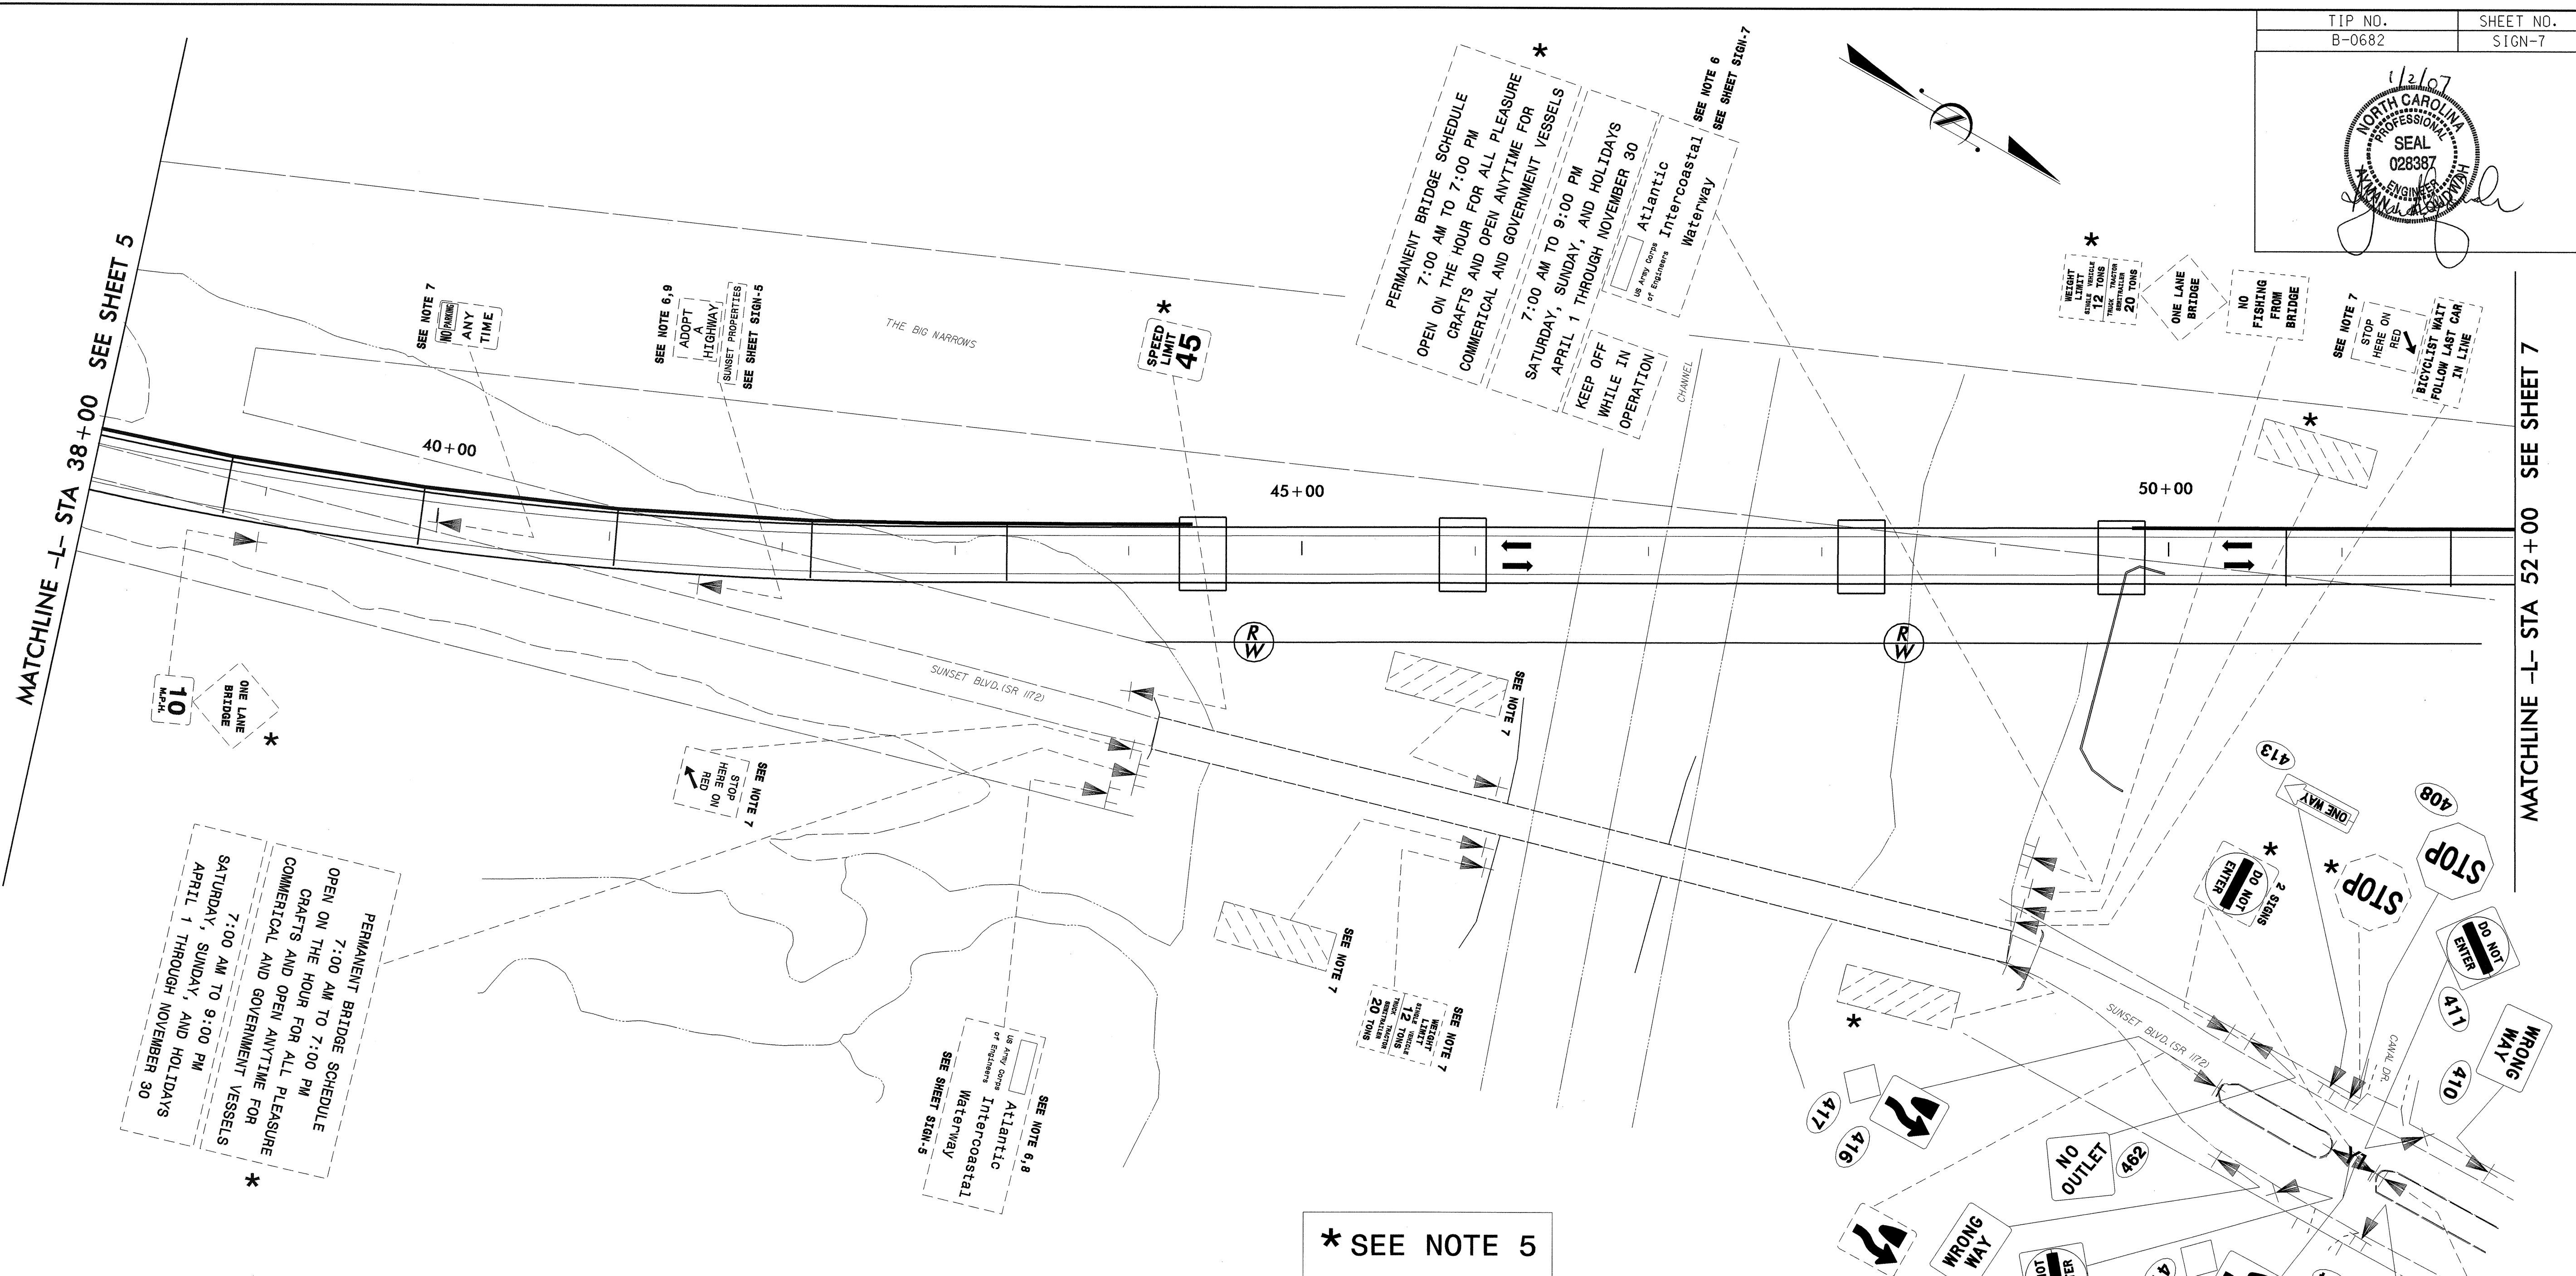 TIP NO.
SHEET NO.
B-0682
SIGN-7
1/2/07
NORTH CAROLINA
PROFESSIONAL
SEAL
028387
ENGINEER
MATCHLINE -L- STA 38+00 SEE SHEET 5
SEE NOTE 7
NO PARKING
ANY
TIME
SEE NOTE 6,9
ADOPT
A
HIGHWAY
SUNSET PROPERTIES
SEE SHEET SIGN-5
THE BIG NARROWS
*
SPEED
LIMIT
45
*
PERMANENT BRIDGE SCHEDULE
7:00 AM TO 7:00 PM
OPEN ON THE HOUR FOR ALL PLEASURE
CRAFTS AND OPEN ANYTIME FOR
COMMERICAL AND GOVERNMENT VESSELS
7:00 AM TO 9:00 PM
SATURDAY, SUNDAY, AND HOLIDAYS
APRIL 1 THROUGH NOVEMBER 30
US Army Corps
of Engineers
Atlantic
Intercoastal
Waterway
SEE NOTE 6
SEE SHEET SIGN-7
KEEP OFF
WHILE IN
OPERATION
CHANNEL
N
*
WEIGHT
LIMIT
SINGLE VEHICLE
12 TONS
TRUCK TRACTOR
SEMITRAILER
20 TONS
ONE LANE
BRIDGE
NO
FISHING
FROM
BRIDGE
SEE NOTE 7
STOP
HERE ON
RED
BICYCLIST WAIT
FOLLOW LAST CAR
IN LINE
*
MATCHLINE -L- STA 52+00 SEE SHEET 7
40+00
45+00
50+00
R/W
R/W
SUNSET BLVD.(SR 1172)
10
M.P.H.
ONE LANE
BRIDGE
*
SEE NOTE 7
STOP
HERE ON
RED
SEE NOTE 7
SEE NOTE 7
SEE NOTE 7
WEIGHT
LIMIT
SINGLE VEHICLE
12 TONS
TRUCK TRACTOR
SEMITRAILER
20 TONS
PERMANENT BRIDGE SCHEDULE
7:00 AM TO 7:00 PM
OPEN ON THE HOUR FOR ALL PLEASURE
CRAFTS AND OPEN ANYTIME FOR
COMMERICAL AND GOVERNMENT VESSELS
7:00 AM TO 9:00 PM
SATURDAY, SUNDAY, AND HOLIDAYS
APRIL 1 THROUGH NOVEMBER 30
*
SEE NOTE 6,8
US Army Corps
of Engineers
Atlantic
Intercoastal
Waterway
SEE SHEET SIGN-5
*
413
ONE WAY
408
STOP
*
STOP
*
DO NOT
ENTER
2 SIGNS
DO NOT
ENTER
411
WRONG
WAY
410
SUNSET BLVD.(SR 1172)
CANAL DR.
417
416
NO
OUTLET
462
WRONG
WAY
* SEE NOTE 5